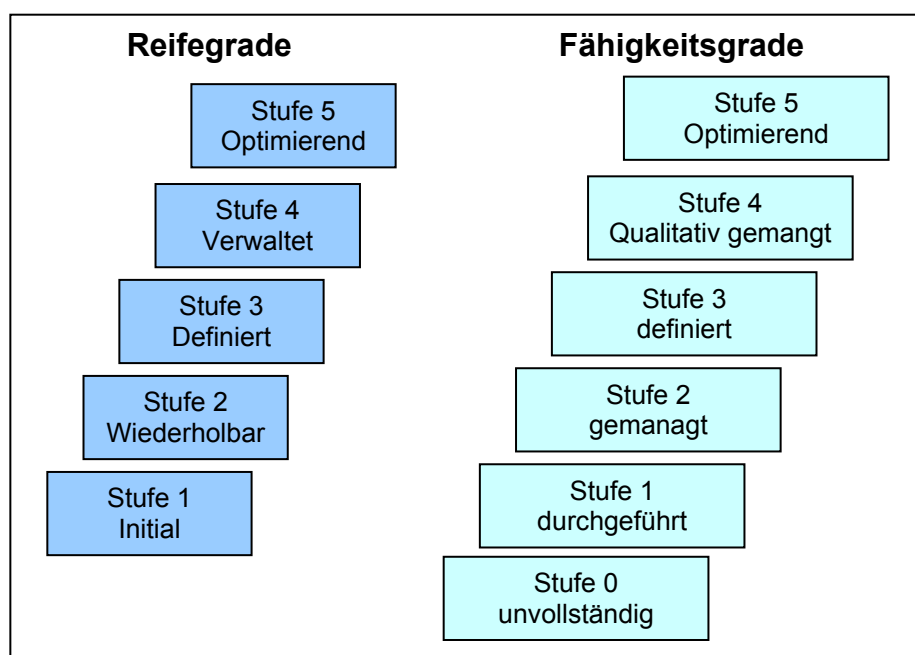 Reifegrade
Stufe 5
Optimierend
Stufe 4
Verwaltet
Stufe 3
Definiert
Stufe 2
Wiederholbar
Stufe 1
Initial
Fähigkeitsgrade
Stufe 5
Optimierend
Stufe 4
Qualitativ gemangt
Stufe 3
definiert
Stufe 2
gemanagt
Stufe 1
durchgeführt
Stufe 0
unvollständig